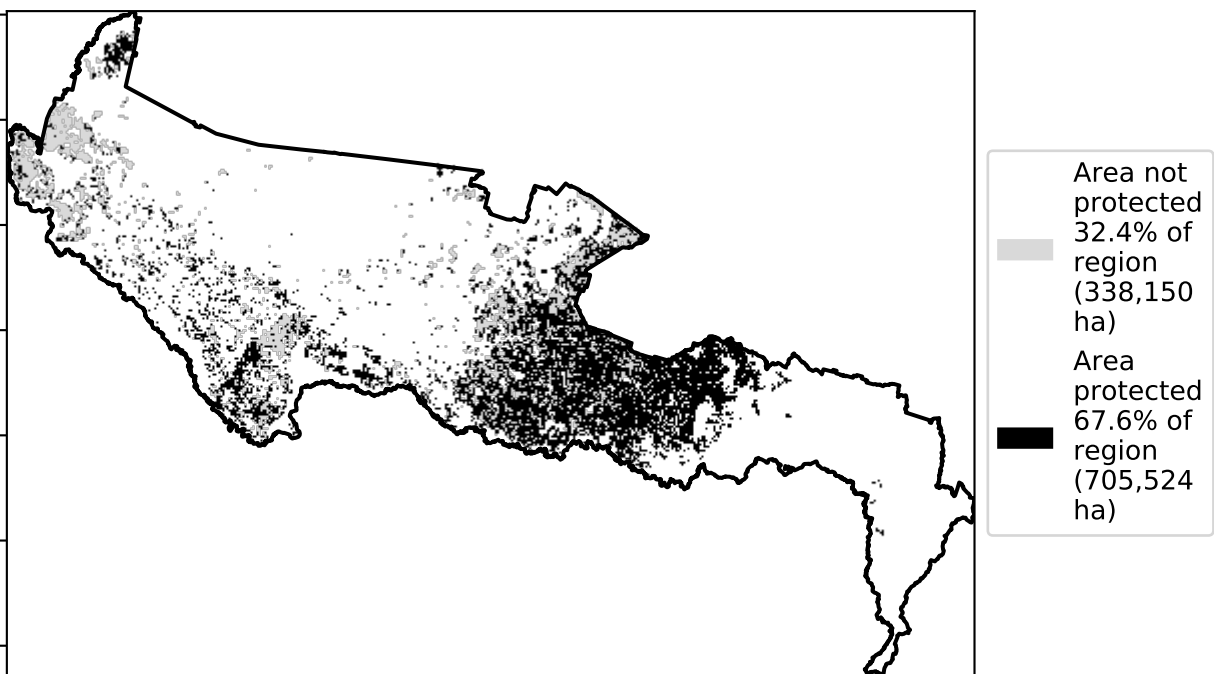 Area not
protected
32.4% of
region
(338,150
ha)
Area
protected
67.6% of
region
(705,524
ha)